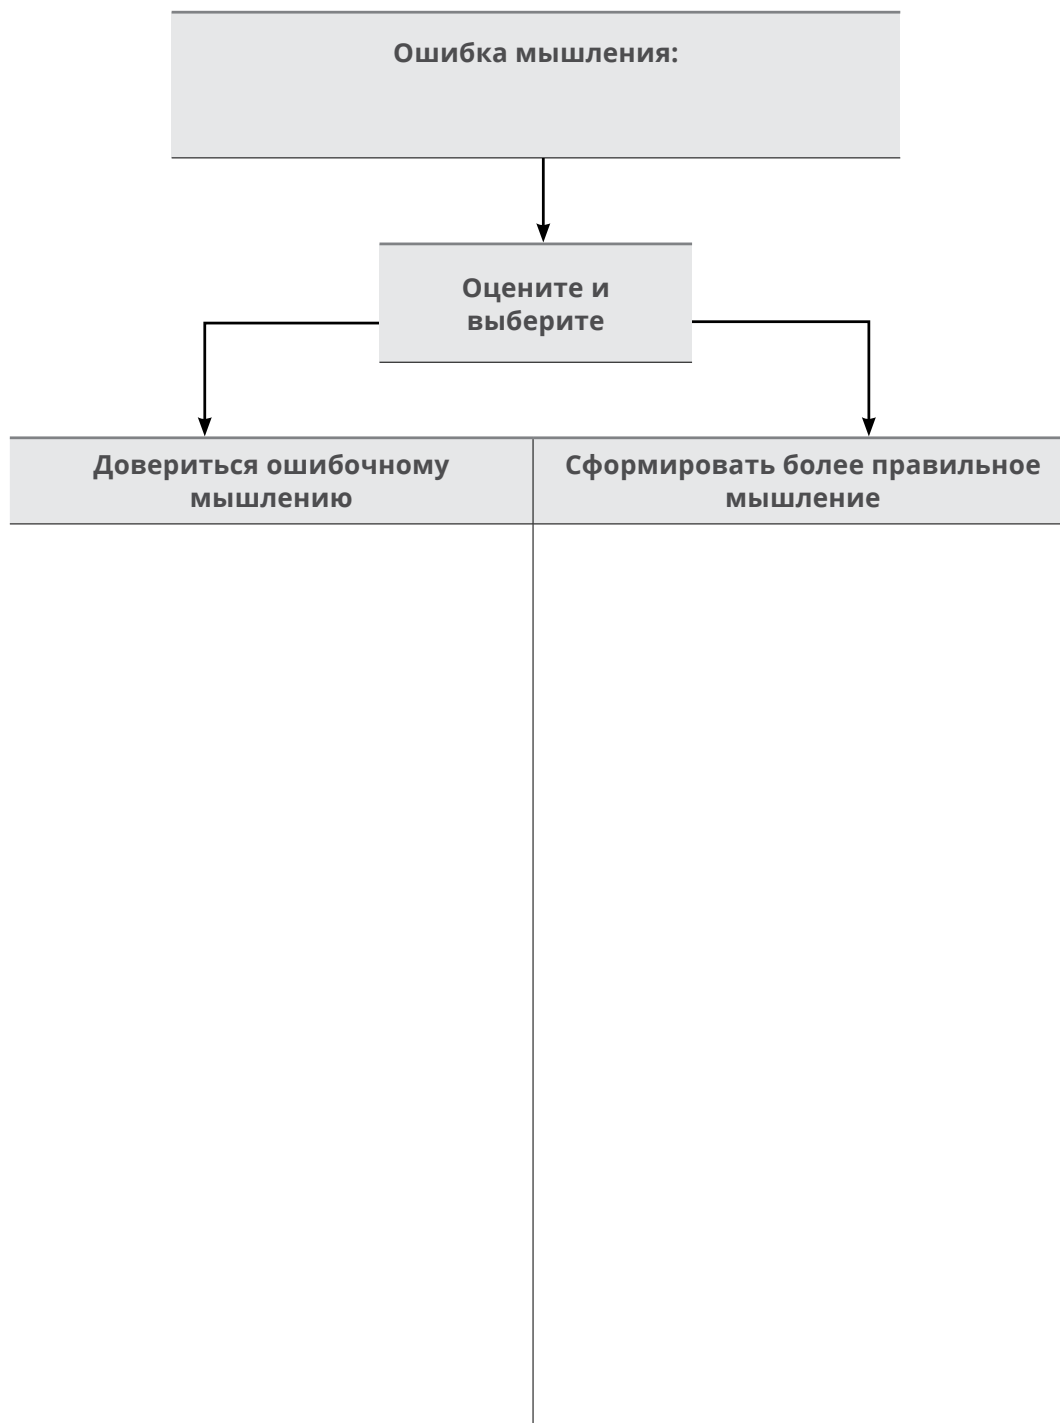 Ошибка мышления:
Оцените и
выберите
Довериться ошибочному
мышлению
Сформировать более правильное
мышление